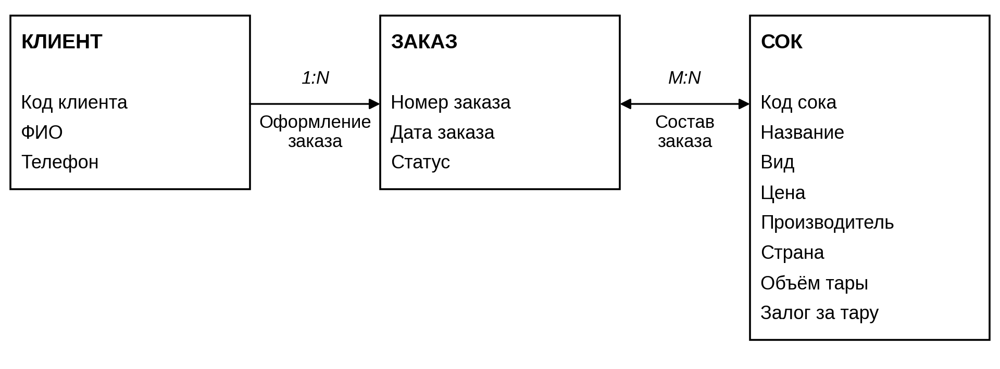 КЛИЕНТ
Код клиента
ФИО
Телефон
1:N
Оформление
заказа
ЗАКАЗ
Номер заказа
Дата заказа
Статус
M:N
Состав
заказа
СОК
Код сока
Название
Вид
Цена
Производитель
Страна
Объём тары
Залог за тару